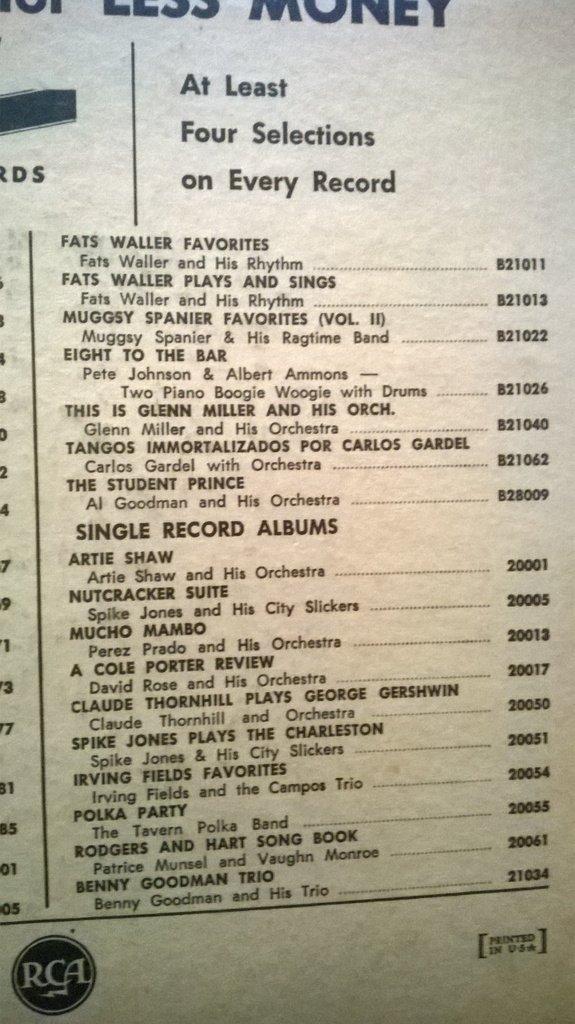 LESS MONEY
At Least
Four Selections
on Every Record
RDS
FATS WALLER FAVORITES
Fats Waller and His Rhythm ........ B21011
FATS WALLER PLAYS AND SINGS
Fats Waller and His Rhythm ........ B21013
MUGGSY SPANIER FAVORITES (VOL. II)
Muggsy Spanier & His Ragtime Band ........ B21022
EIGHT TO THE BAR
Pete Johnson & Albert Ammons —
Two Piano Boogie Woogie with Drums ........ B21026
THIS IS GLENN MILLER AND HIS ORCH.
Glenn Miller and His Orchestra ........ B21040
TANGOS IMMORTALIZADOS POR CARLOS GARDEL
Carlos Gardel with Orchestra ........ B21062
THE STUDENT PRINCE
Al Goodman and His Orchestra ........ B28009
SINGLE RECORD ALBUMS
ARTIE SHAW
Artie Shaw and His Orchestra ........ 20001
NUTCRACKER SUITE
Spike Jones and His City Slickers ........ 20005
MUCHO MAMBO
Perez Prado and His Orchestra ........ 20013
A COLE PORTER REVIEW
David Rose and His Orchestra ........ 20017
CLAUDE THORNHILL PLAYS GEORGE GERSHWIN
Claude Thornhill and Orchestra ........ 20050
SPIKE JONES PLAYS THE CHARLESTON
Spike Jones & His City Slickers ........ 20051
IRVING FIELDS FAVORITES
Irving Fields and the Campos Trio ........ 20054
POLKA PARTY
The Tavern Polka Band ........ 20055
RODGERS AND HART SONG BOOK
Patrice Munsel and Vaughn Monroe ........ 20061
BENNY GOODMAN TRIO
Benny Goodman and His Trio ........ 21034
RCA
[PRINTED
IN U S A]